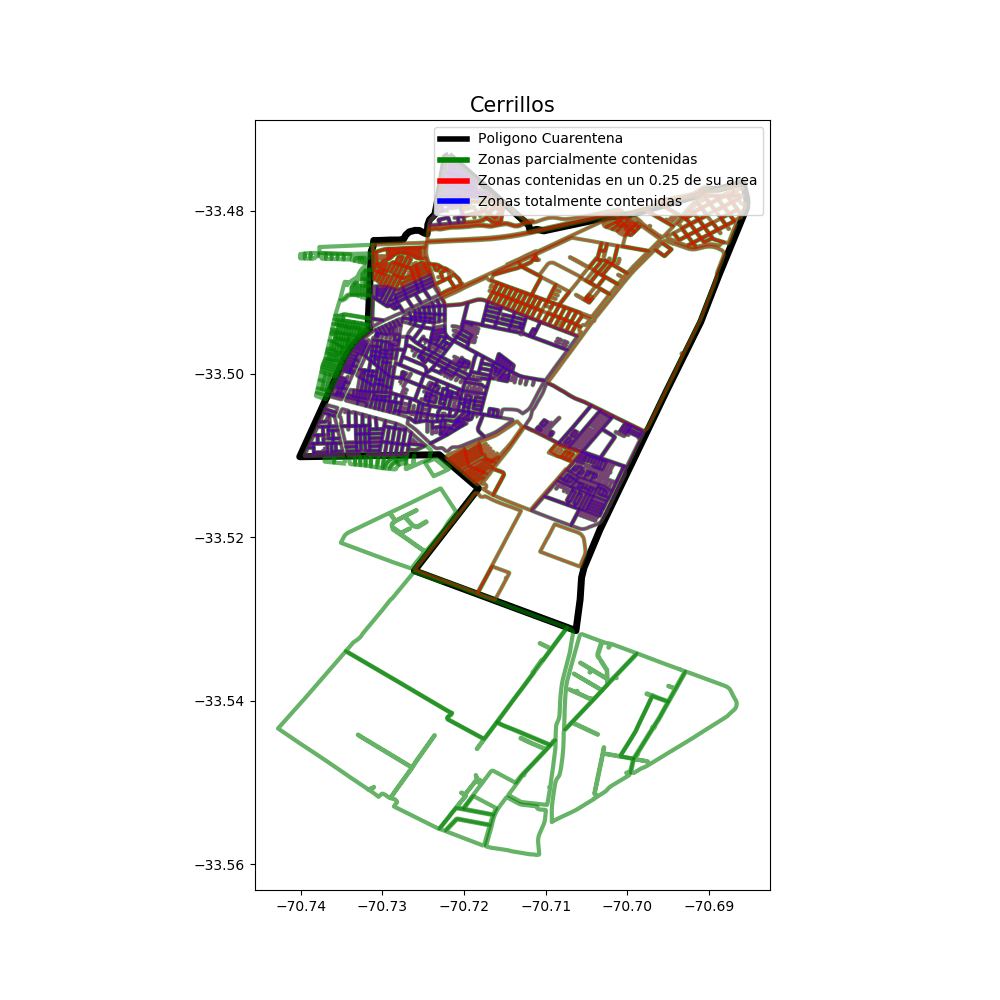 Cerrillos
Poligono Cuarentena
Zonas parcialmente contenidas
Zonas contenidas en un 0.25 de su area
Zonas totalmente contenidas
−33.48
−33.50
−33.52
−33.54
−33.56
−70.74 −70.73 −70.72 −70.71 −70.70 −70.69